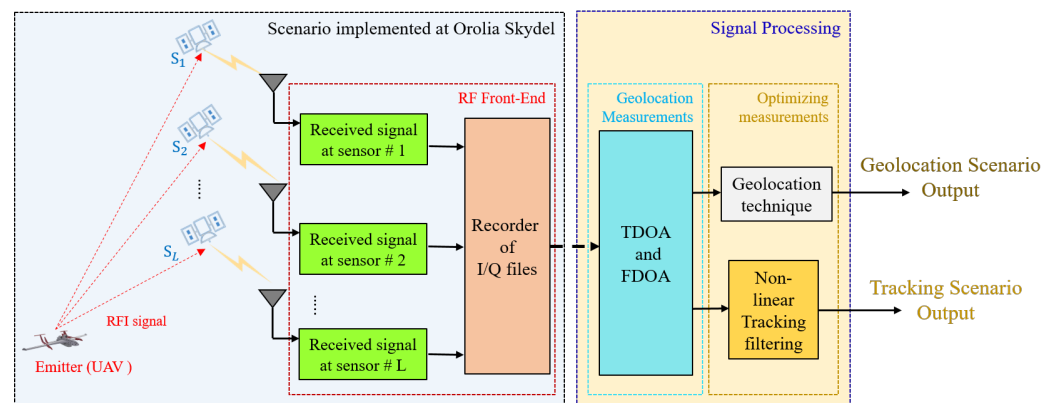 Scenario implemented at Orolia Skydel
Signal Processing
S1
S2
.....
SL
RFI signal
Emitter (UAV )
RF Front-End
Received signal
at sensor # 1
Received signal
at sensor # 2
....
Received signal
at sensor # L
Recorder
of
I/Q files
Geolocation
Measurements
TDOA
and
FDOA
Optimizing
measurements
Geolocation
technique
Non-
linear
Tracking
filtering
Geolocation Scenario
Output
Tracking Scenario
Output